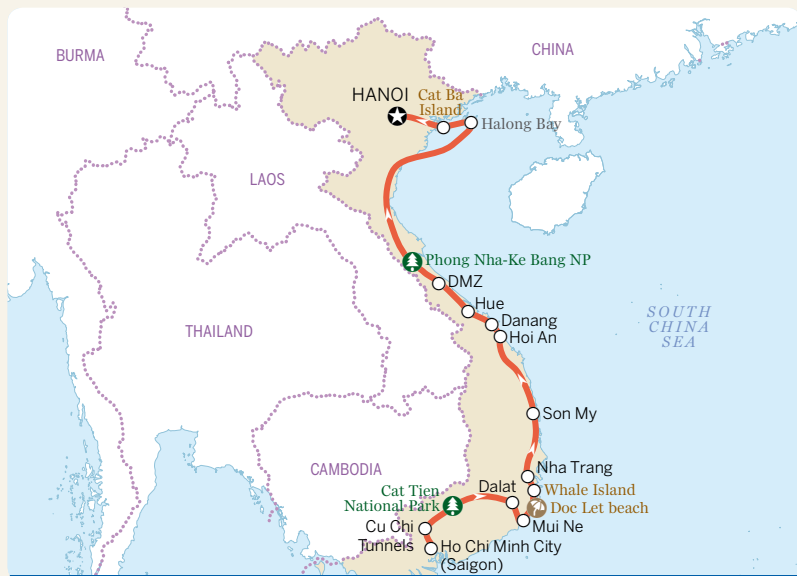 BURMA
CHINA
HANOI
Cat Ba
Island
Halong Bay
LAOS
Phong Nha-Ke Bang NP
DMZ
Hue
Danang
Hoi An
THAILAND
SOUTH
CHINA
SEA
Son My
CAMBODIA
Nha Trang
Cat Tien
National Park
Dalat
Whale Island
Doc Let beach
Mui Ne
Cu Chi
Tunnels
Ho Chi Minh City
(Saigon)